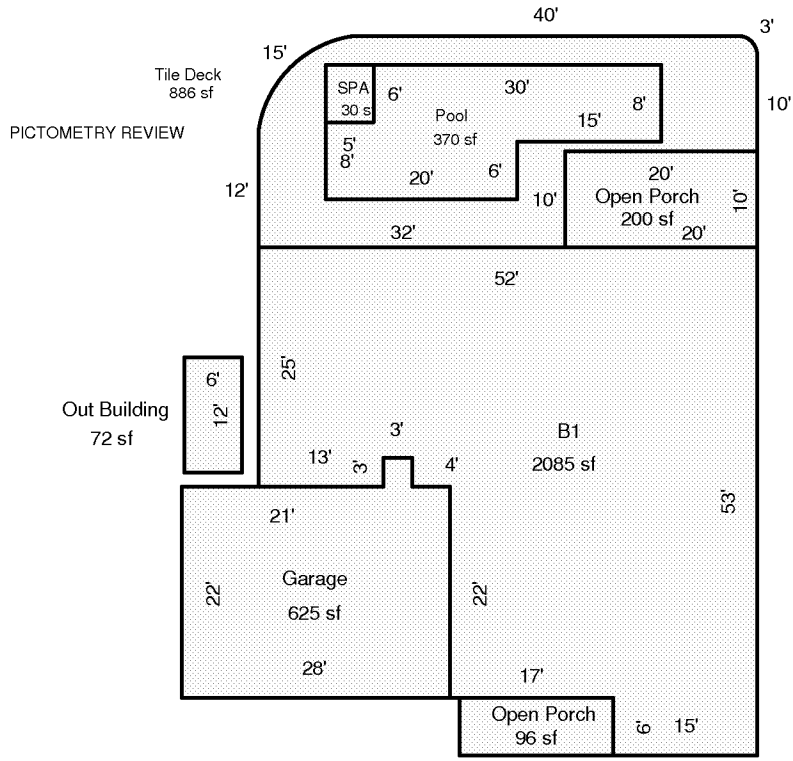 40'
3'
15'
Tile Deck
886 sf
SPA
30 s
6'
30'
8'
10'
Pool
370 sf
15'
PICTOMETRY REVIEW
5'
8'
6'
20'
12'
20'
10'
Open Porch
200 sf
10'
20'
32'
52'
25'
6'
12'
Out Building
72 sf
3'
B1
2085 sf
13'
3'
4'
53'
21'
Garage
625 sf
22'
22'
28'
17'
Open Porch
96 sf
6'
15'